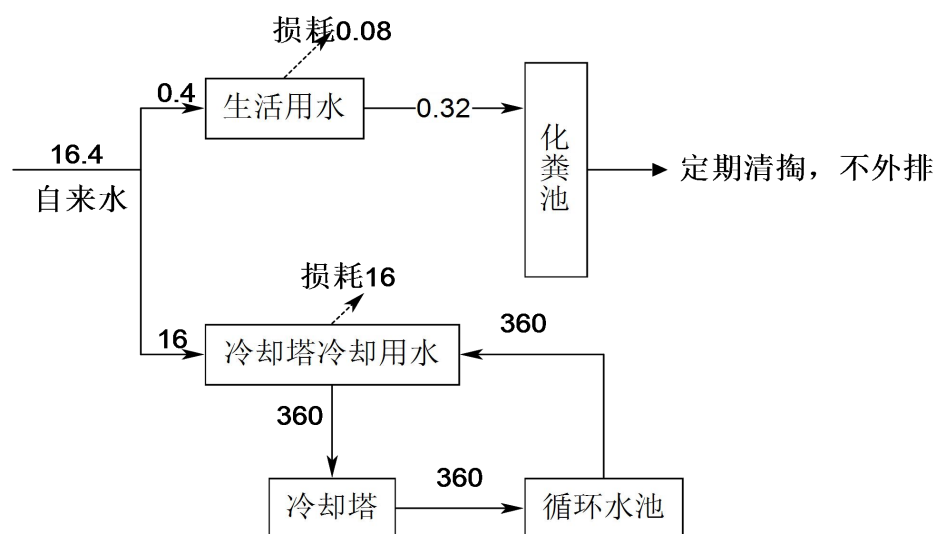 损耗0.08
0.4
生活用水
0.32
化粪池
16.4
自来水
定期清掏，不外排
损耗16
16
冷却塔冷却用水
360
360
冷却塔
360
循环水池